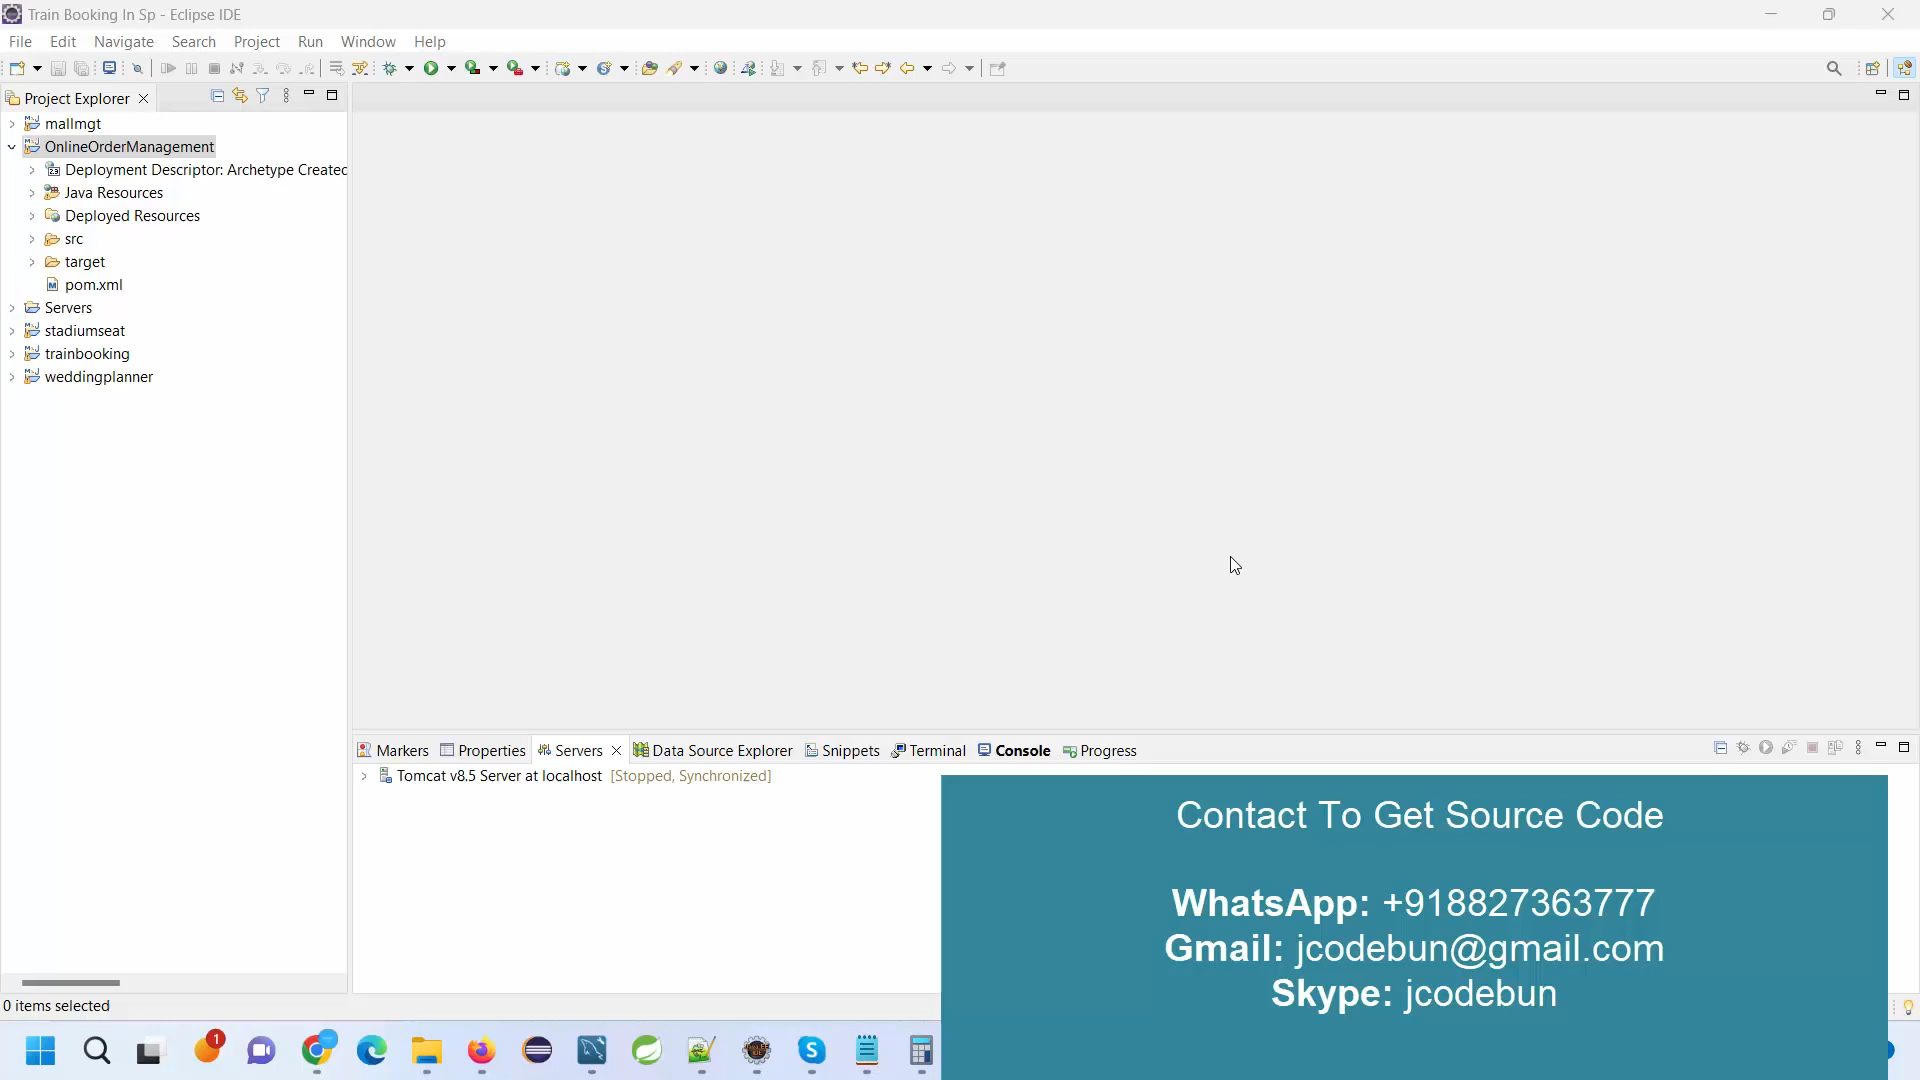 Train Booking In Sp - Eclipse IDE
File Edit Navigate Search Project Run Window Help
Project Explorer
mallmgt
OnlineOrderManagement
Deployment Descriptor: Archetype Created
Java Resources
Deployed Resources
src
target
pom.xml
Servers
stadiumseat
trainbooking
weddingplanner
Markers Properties Servers Data Source Explorer Snippets Terminal Console Progress
Tomcat v8.5 Server at localhost [Stopped, Synchronized]
Contact To Get Source Code
WhatsApp: +918827363777
Gmail: jcodebun@gmail.com
Skype: jcodebun
0 items selected
1